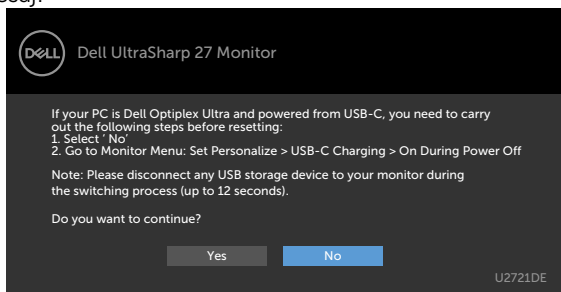 DELL Dell UltraSharp 27 Monitor
If your PC is Dell Optiplex Ultra and powered from USB-C, you need to carry
out the following steps before resetting:
1. Select ‘ No’
2. Go to Monitor Menu: Set Personalize > USB-C Charging > On During Power Off
Note: Please disconnect any USB storage device to your monitor during
the switching process (up to 12 seconds).
Do you want to continue?
Yes No
U2721DE